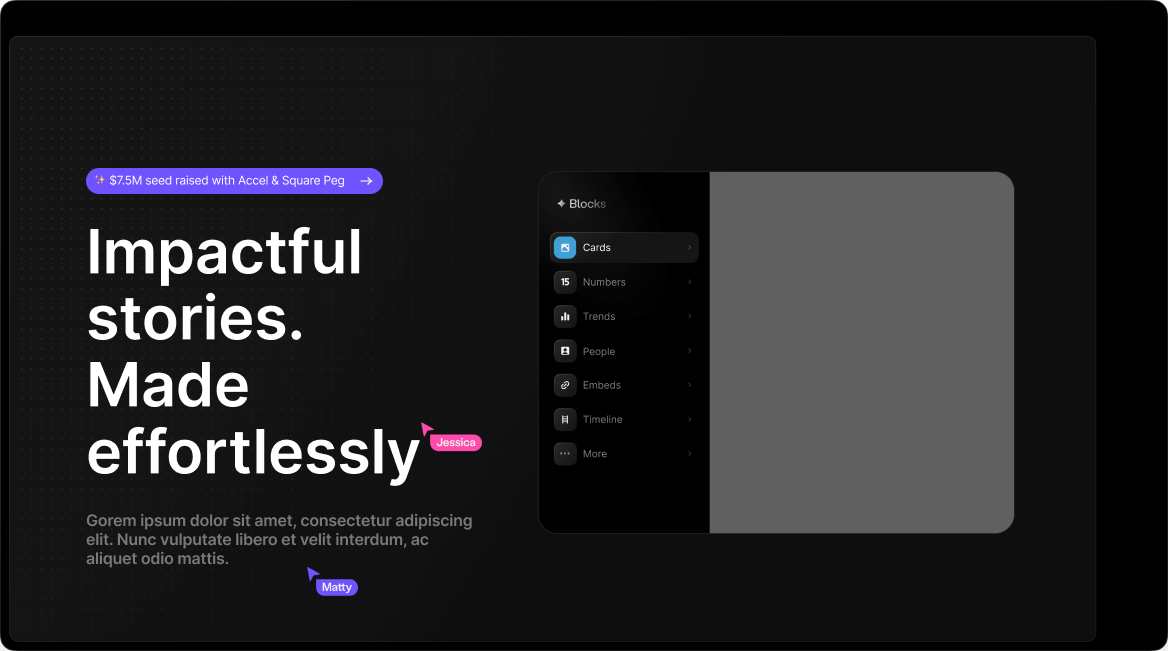 ✨ $7.5M seed raised with Accel & Square Peg →
Impactful
stories.
Made
effortlessly
Jessica
Gorem ipsum dolor sit amet, consectetur adipiscing
elit. Nunc vulputate libero et velit interdum, ac
aliquet odio mattis.
Matty
Blocks
Cards
15 Numbers
Trends
People
Embeds
Timeline
More